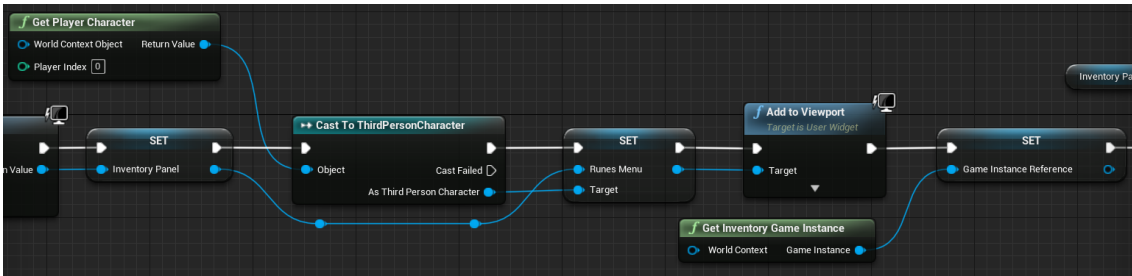 Get Player Character
World Context Object Return Value
Player Index 0
SET
Inventory Panel
n Value
Cast To ThirdPersonCharacter
Object Cast Failed
As Third Person Character
SET
Runes Menu
Target
Add to Viewport
Target is User Widget
Target
Get Inventory Game Instance
World Context Game Instance
SET
Game Instance Reference
Inventory Pa